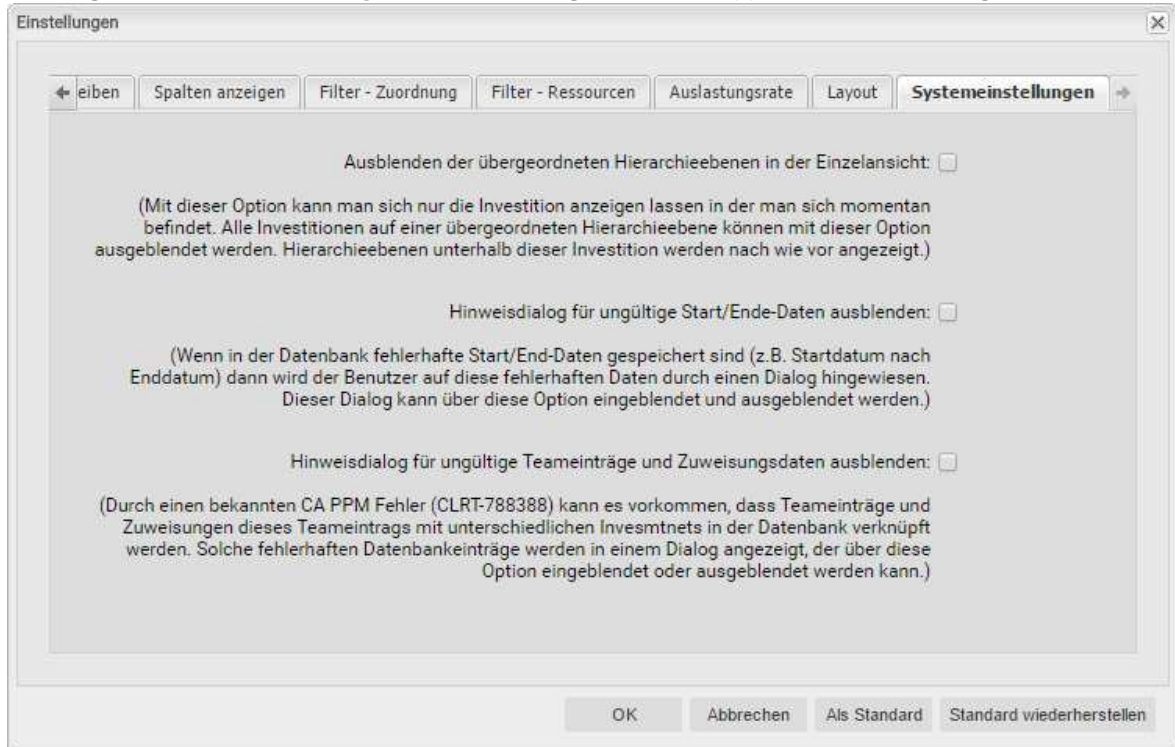 Einstellungen
eiben Spalten anzeigen Filter - Zuordnung Filter - Ressourcen Auslastungsrate Layout Systemeinstellungen
Ausblenden der übergeordneten Hierarchieebenen in der Einzelansicht:
(Mit dieser Option kann man sich nur die Investition anzeigen lassen in der man sich momentan
befindet. Alle Investitionen auf einer übergeordneten Hierarchieebene können mit dieser Option
ausgeblendet werden. Hierarchieebenen unterhalb dieser Investition werden nach wie vor angezeigt.)
Hinweisdialog für ungültige Start/Ende-Daten ausblenden:
(Wenn in der Datenbank fehlerhafte Start/End-Daten gespeichert sind (z.B. Startdatum nach
Enddatum) dann wird der Benutzer auf diese fehlerhaften Daten durch einen Dialog hingewiesen.
Dieser Dialog kann über diese Option eingeblendet und ausgeblendet werden.)
Hinweisdialog für ungültige Teameinträge und Zuweisungsdaten ausblenden:
(Durch einen bekannten CA PPM Fehler (CLRT-788388) kann es vorkommen, dass Teameinträge und
Zuweisungen dieses Teameintrags mit unterschiedlichen Invesmtnets in der Datenbank verknüpft
werden. Solche fehlerhaften Datenbankeinträge werden in einem Dialog angezeigt, der über diese
Option eingeblendet oder ausgeblendet werden kann.)
OK Abbrechen Als Standard Standard wiederherstellen